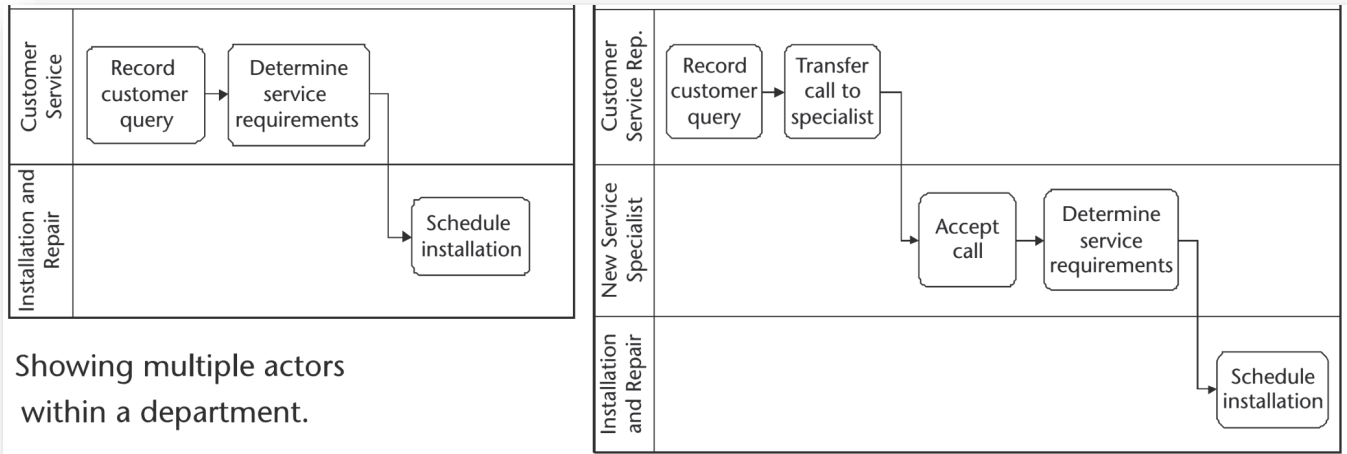 Customer
Service
Record
customer
query
Determine
service
requirements
Installation and
Repair
Schedule
installation
Showing multiple actors
within a department.
Customer
Service Rep.
Record
customer
query
Transfer
call to
specialist
New Service
Specialist
Accept
call
Determine
service
requirements
Installation
and Repair
Schedule
installation